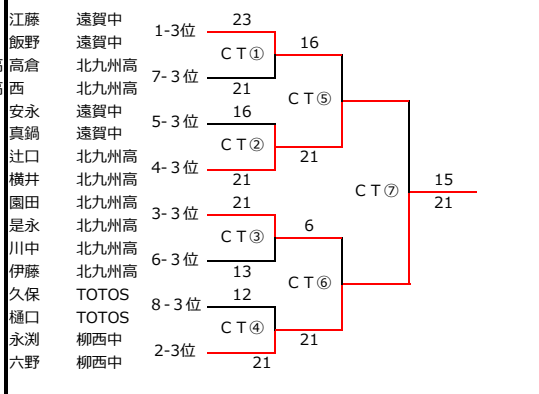 江藤 遠賀中 1-3位 23
飯野 遠賀中 CT① 16
高倉 北九州高 7-３位
西 北九州高 21 CT⑤
安永 遠賀中 5-３位 16
真鍋 遠賀中 CT②
辻口 北九州高 4-３位 21
横井 北九州高 21 CT⑦ 15
園田 北九州高 3-３位 21 21
是永 北九州高 CT③ 6
川中 北九州高 6-３位
伊藤 北九州高 13 CT⑥
久保 TOTOS 8-３位 12
樋口 TOTOS CT④
永渕 柳西中 2-3位 21
六野 柳西中 21